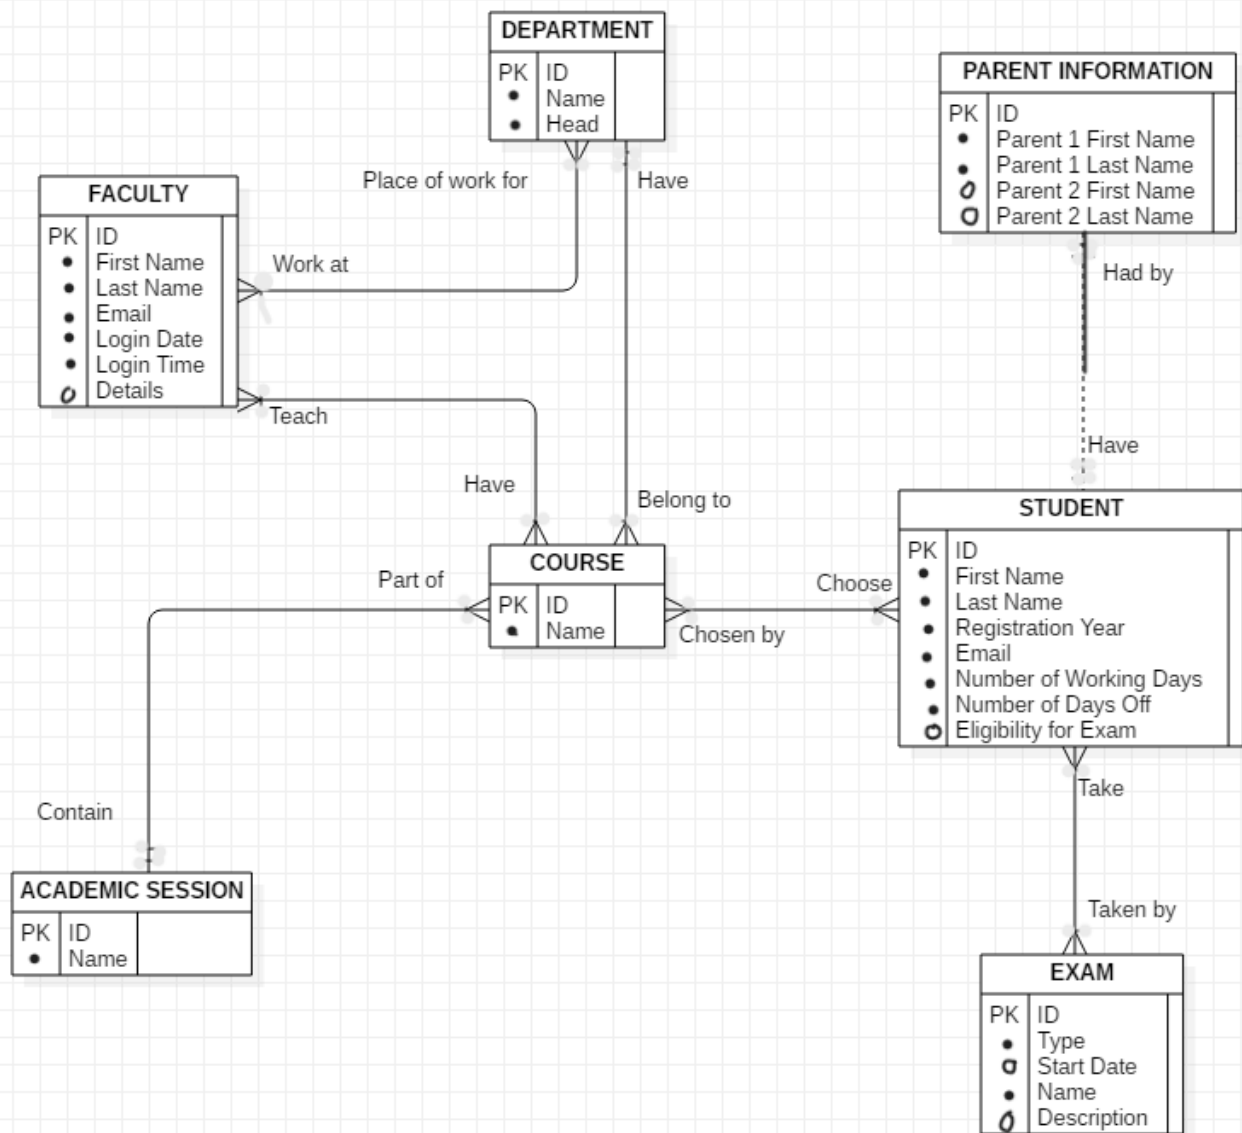 DEPARTMENT
PK ID
Name
Head
PARENT INFORMATION
PK ID
Parent 1 First Name
Parent 1 Last Name
Parent 2 First Name
Parent 2 Last Name
Place of work for
Have
FACULTY
PK ID
First Name
Last Name
Email
Login Date
Login Time
Details
Work at
Had by
Teach
Have
Have
Belong to
STUDENT
PK ID
First Name
Last Name
Registration Year
Email
Number of Working Days
Number of Days Off
Eligibility for Exam
COURSE
PK ID
Name
Part of
Choose
Chosen by
Contain
Take
ACADEMIC SESSION
PK ID
Name
Taken by
EXAM
PK ID
Type
Start Date
Name
Description